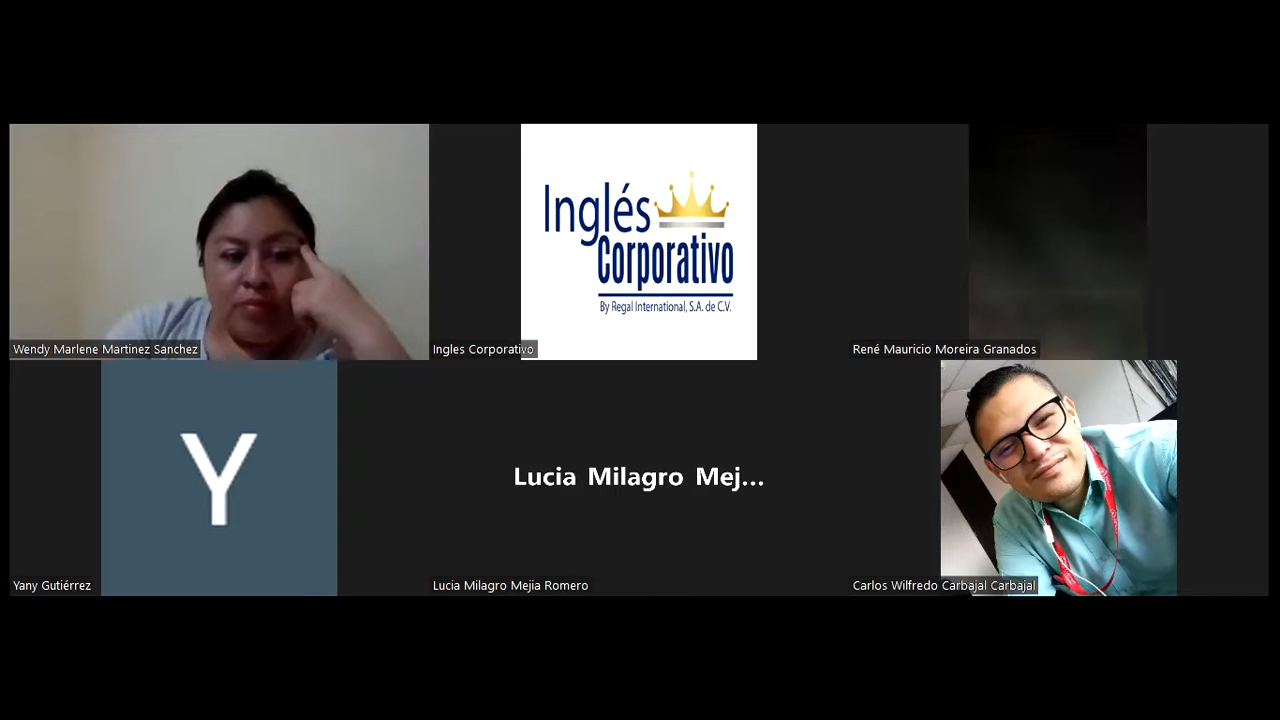 Inglés
Corporativo
By Regal International, S.A. de C.V.
Wendy Marlene Martinez Sanchez
Ingles Corporativo
René Mauricio Moreira Granados
Y
Lucia Milagro Mej...
Yany Gutiérrez
Lucia Milagro Mejia Romero
Carlos Wilfredo Carbajal Carbajal